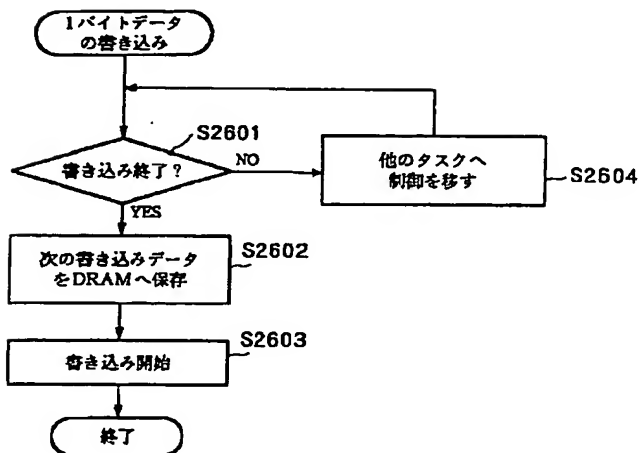 1バイトデータ
の書き込み
S2601
書き込み終了？
NO
他のタスクへ
制御を移す
S2604
YES
S2602
次の書き込みデータ
をDRAMへ保存
S2603
書き込み開始
終了